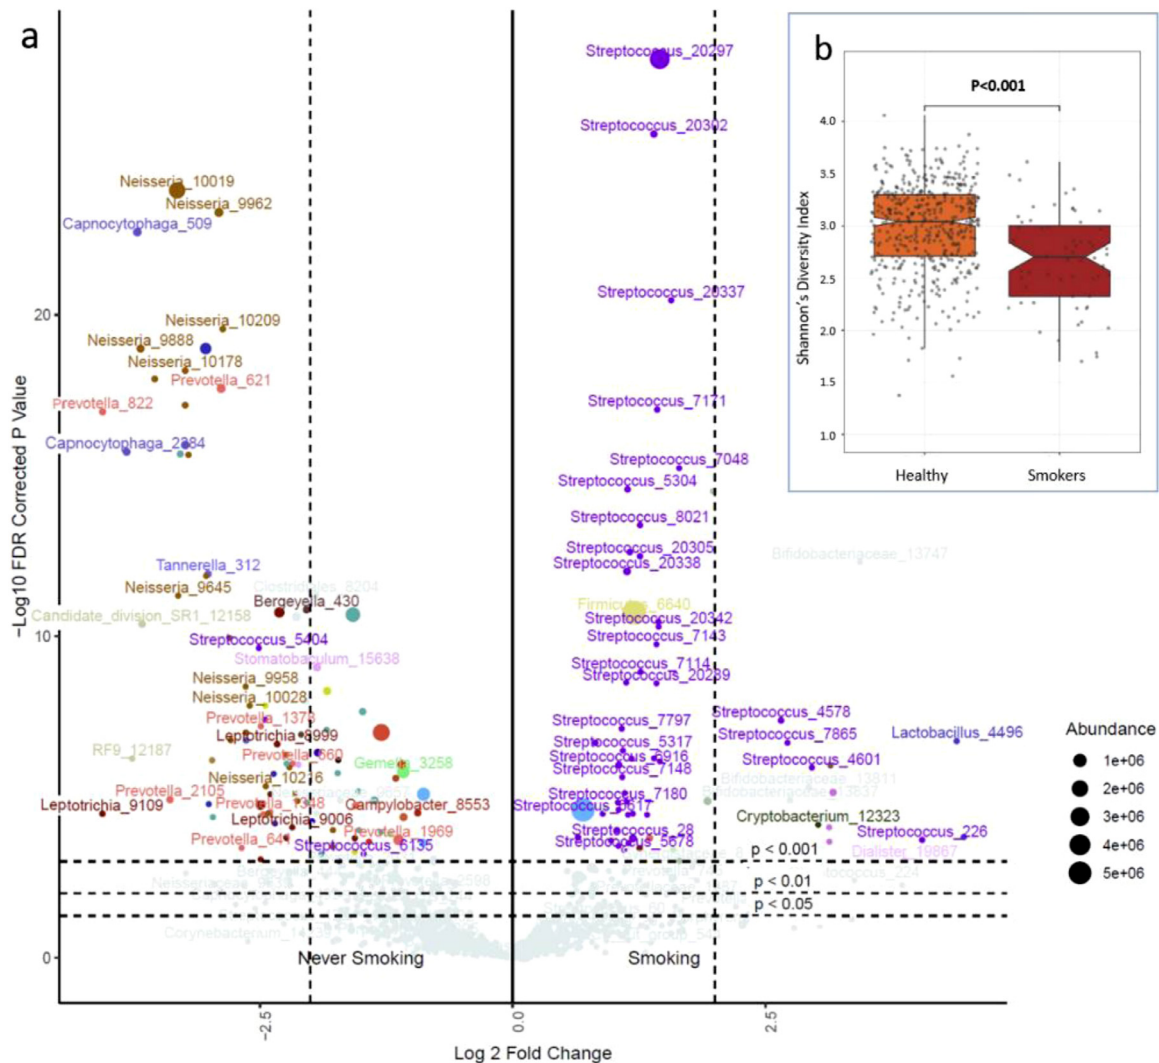 a
Streptococcus_20297
Streptococcus_20302
Neisseria_10019
Neisseria_9962
Capnocytophaga_509
Streptococcus_20337
Neisseria_10209
Neisseria_9888
Neisseria_10178
Prevotella_621
Prevotella_822
Streptococcus_7171
Capnocytophaga_2384
Streptococcus_7048
Streptococcus_5304
Streptococcus_8021
Streptococcus_20305
Streptococcus_20338
Bifidobacteriaceae_13747
Tannerella_312
Neisseria_9645
Clostridiales_8204
Bergeyella_430
Firmicutes_6640
Candidate_division_SR1_12158
Streptococcus_20342
Streptococcus_5404
Streptococcus_7143
Stomatobaculum_15638
Streptococcus_7114
Streptococcus_20289
Neisseria_9958
Neisseria_10028
Prevotella_1378
Streptococcus_4578
Streptococcus_7797
Leptotrichia_8999
Streptococcus_7865
Lactobacillus_4496
Streptococcus_5317
RF9_12187
Prevotella_660
Gemella_3258
Streptococcus_6916
Streptococcus_7148
Streptococcus_4601
Neisseria_10216
Bifidobacteriaceae_13811
Prevotella_2105
Bifidobacteriaceae_13837
Streptococcus_7180
Leptotrichia_9109
Prevotella_1348
Campylobacter_8553
Streptococcus_5617
Leptotrichia_9006
Cryptobacterium_12323
Prevotella_1969
Streptococcus_28
Streptococcus_226
Prevotella_641
Streptococcus_6135
Streptococcus_5678
Dialister_19867
p < 0.001
p < 0.01
p < 0.05
Never Smoking
Smoking
20
10
0
-2.5
0.0
2.5
−Log10 FDR Corrected P Value
Log 2 Fold Change
b
P<0.001
4.0
3.5
3.0
2.5
2.0
1.5
1.0
Shannon's Diversity Index
Healthy
Smokers
Abundance
1e+06
2e+06
3e+06
4e+06
5e+06